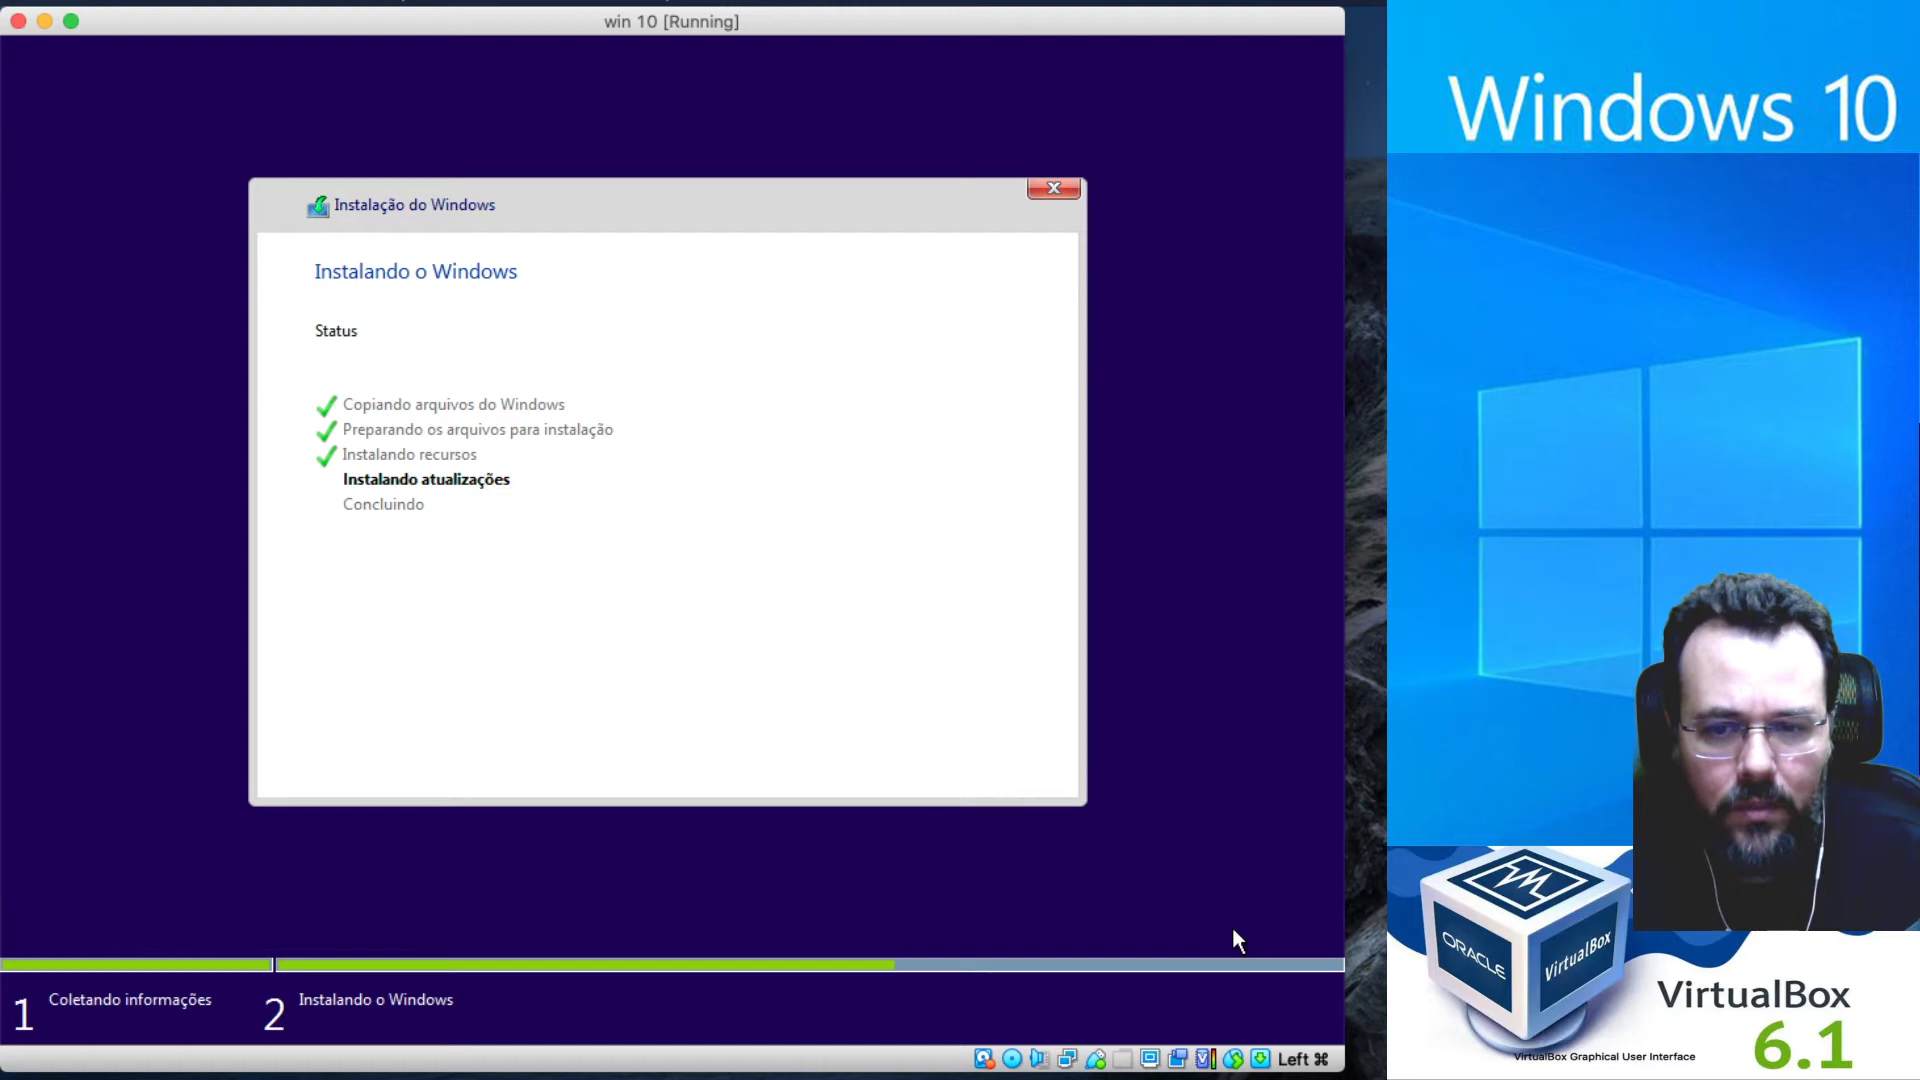 win 10 [Running]
Instalação do Windows
Instalando o Windows
Status
Copiando arquivos do Windows
Preparando os arquivos para instalação
Instalando recursos
Instalando atualizações
Concluindo
1 Coletando informações
2 Instalando o Windows
Left ⌘
Windows 10
ORACLE
VirtualBox
VirtualBox
6.1
VirtualBox Graphical User Interface